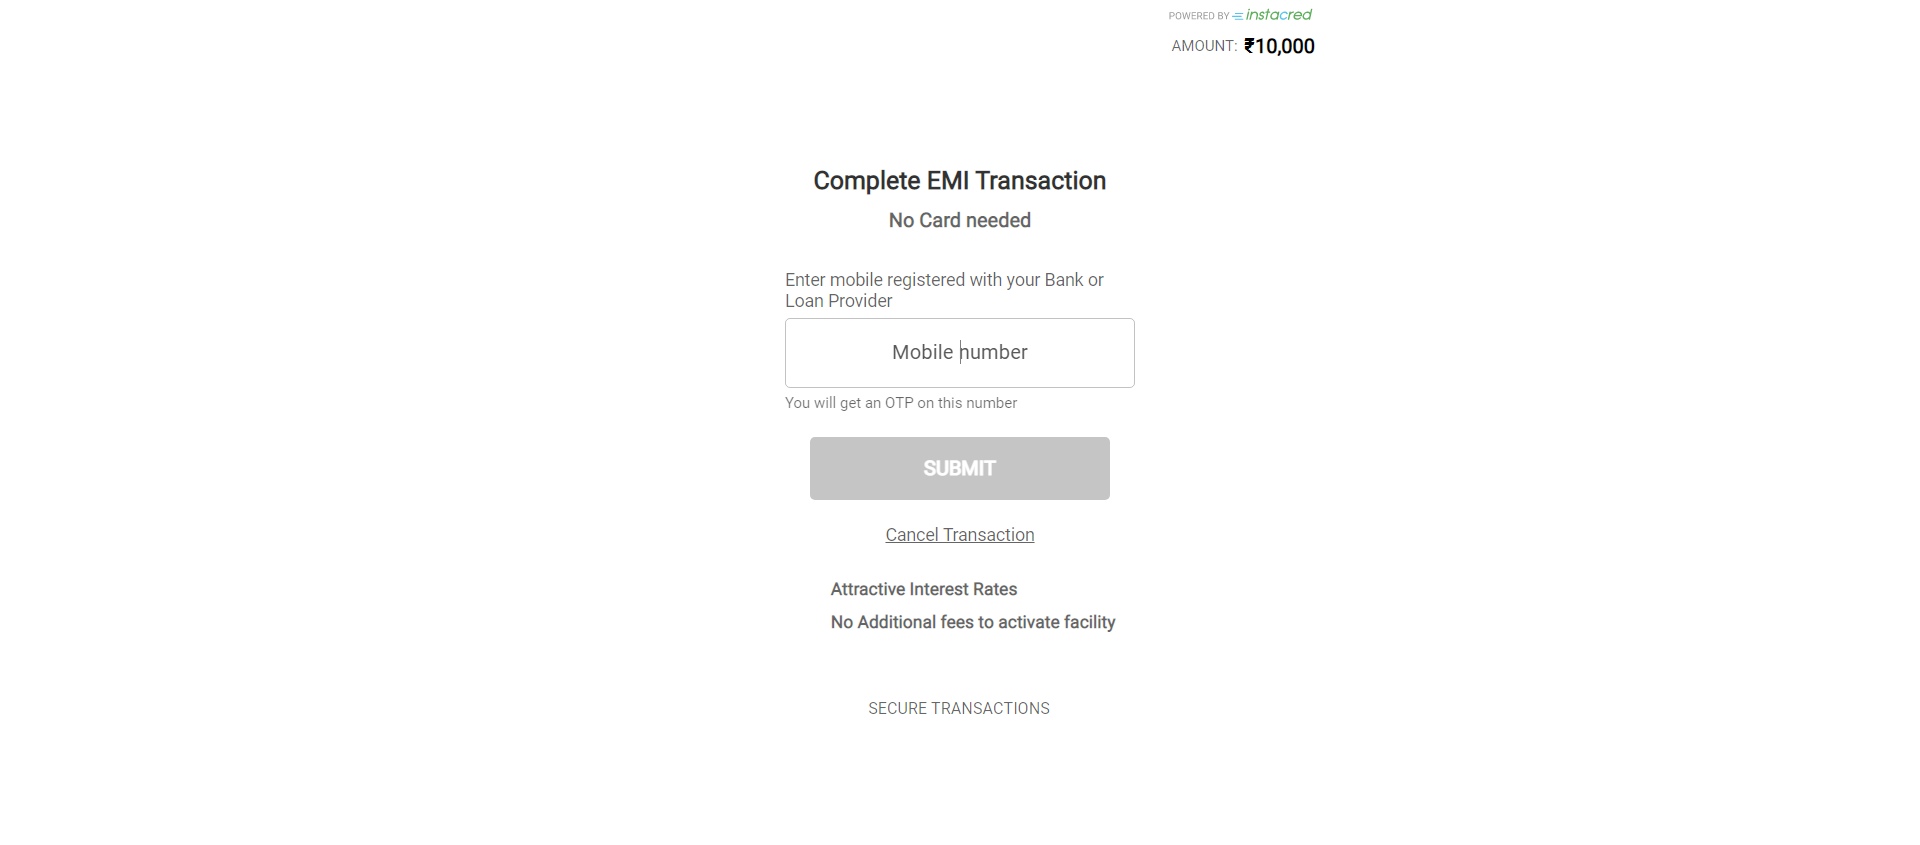 POWERED BY instacred
AMOUNT: ₹10,000
Complete EMI Transaction
No Card needed
Enter mobile registered with your Bank or
Loan Provider
Mobile number
You will get an OTP on this number
SUBMIT
Cancel Transaction
Attractive Interest Rates
No Additional fees to activate facility
SECURE TRANSACTIONS